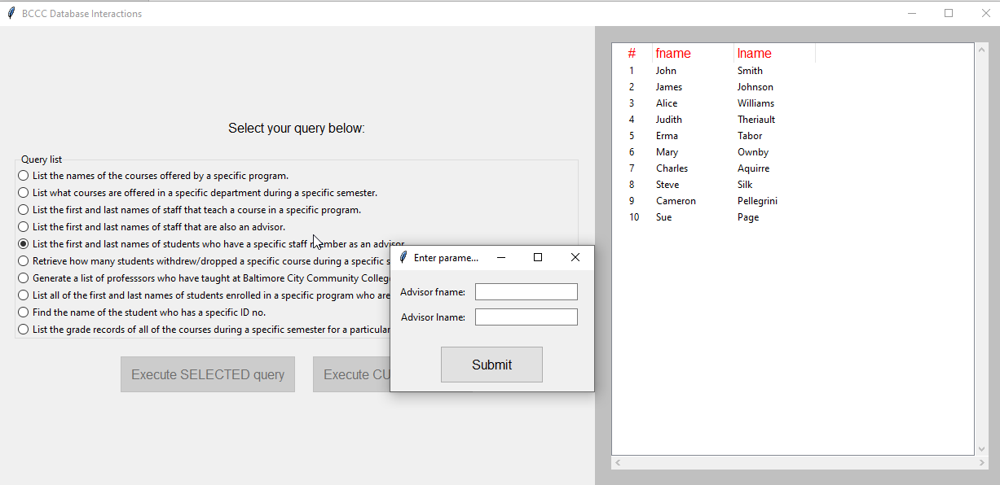 BCCC Database Interactions
Select your query below:
Query list
List the names of the courses offered by a specific program.
List what courses are offered in a specific department during a specific semester.
List the first and last names of staff that teach a course in a specific program.
List the first and last names of staff that are also an advisor.
List the first and last names of students who have a specific staff member as an advisor.
Retrieve how many students withdrew/dropped a specific course during a specific s
Generate a list of professsors who have taught at Baltimore City Community Colleg
List all of the first and last names of students enrolled in a specific program who are
Find the name of the student who has a specific ID no.
List the grade records of all of the courses during a specific semester for a particular
Execute SELECTED query Execute CU
Enter parame...
Advisor fname:
Advisor lname:
Submit
# fname lname
1 John Smith
2 James Johnson
3 Alice Williams
4 Judith Theriault
5 Erma Tabor
6 Mary Ownby
7 Charles Aquirre
8 Steve Silk
9 Cameron Pellegrini
10 Sue Page